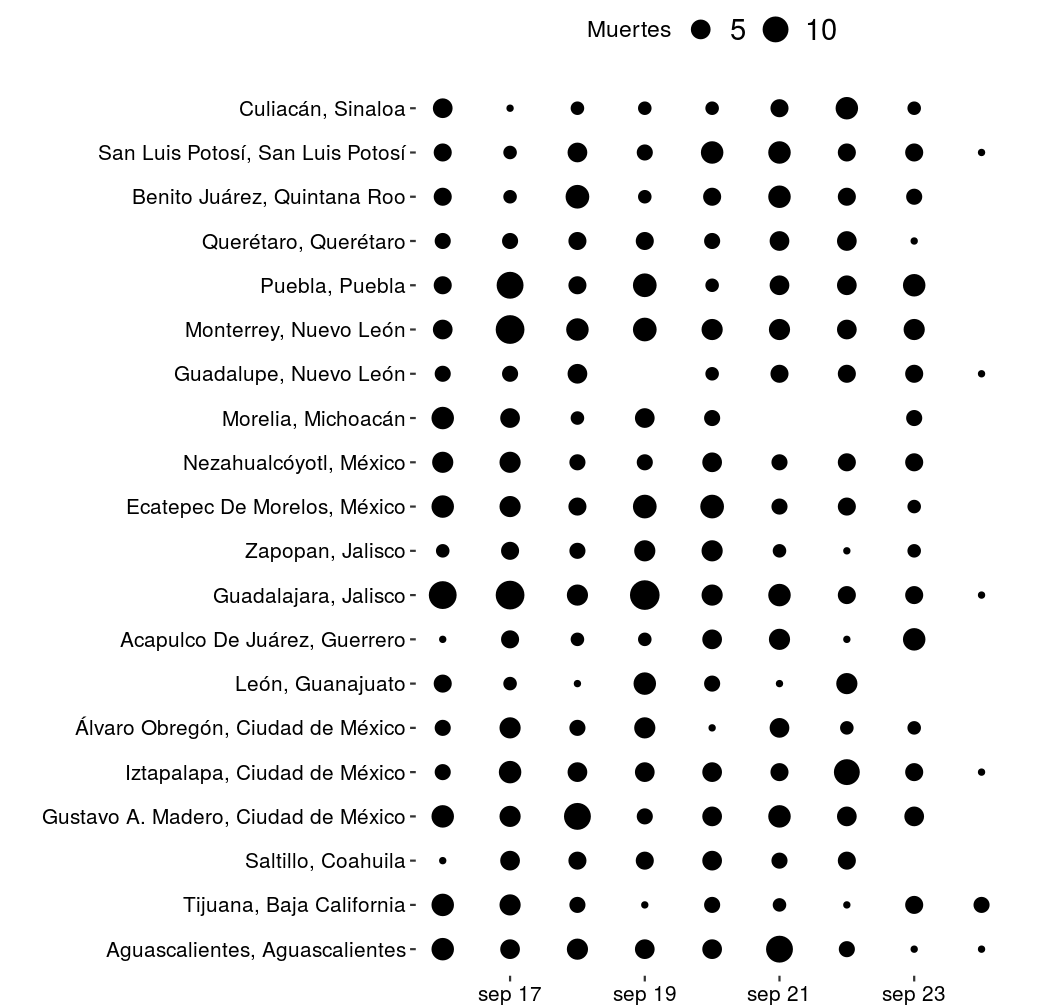 Muertes 5 10
Culiacán, Sinaloa
San Luis Potosí, San Luis Potosí
Benito Juárez, Quintana Roo
Querétaro, Querétaro
Puebla, Puebla
Monterrey, Nuevo León
Guadalupe, Nuevo León
Morelia, Michoacán
Nezahualcóyotl, México
Ecatepec De Morelos, México
Zapopan, Jalisco
Guadalajara, Jalisco
Acapulco De Juárez, Guerrero
León, Guanajuato
Álvaro Obregón, Ciudad de México
Iztapalapa, Ciudad de México
Gustavo A. Madero, Ciudad de México
Saltillo, Coahuila
Tijuana, Baja California
Aguascalientes, Aguascalientes
sep 17 sep 19 sep 21 sep 23